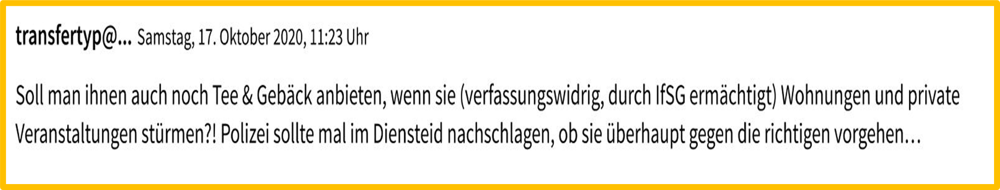 transfertyp@... Samstag, 17. Oktober 2020, 11:23 Uhr
Soll man ihnen auch noch Tee & Gebäck anbieten, wenn sie (verfassungswidrig, durch IfSG ermächtigt) Wohnungen und private
Veranstaltungen stürmen?! Polizei sollte mal im Diensteid nachschlagen, ob sie überhaupt gegen die richtigen vorgehen...